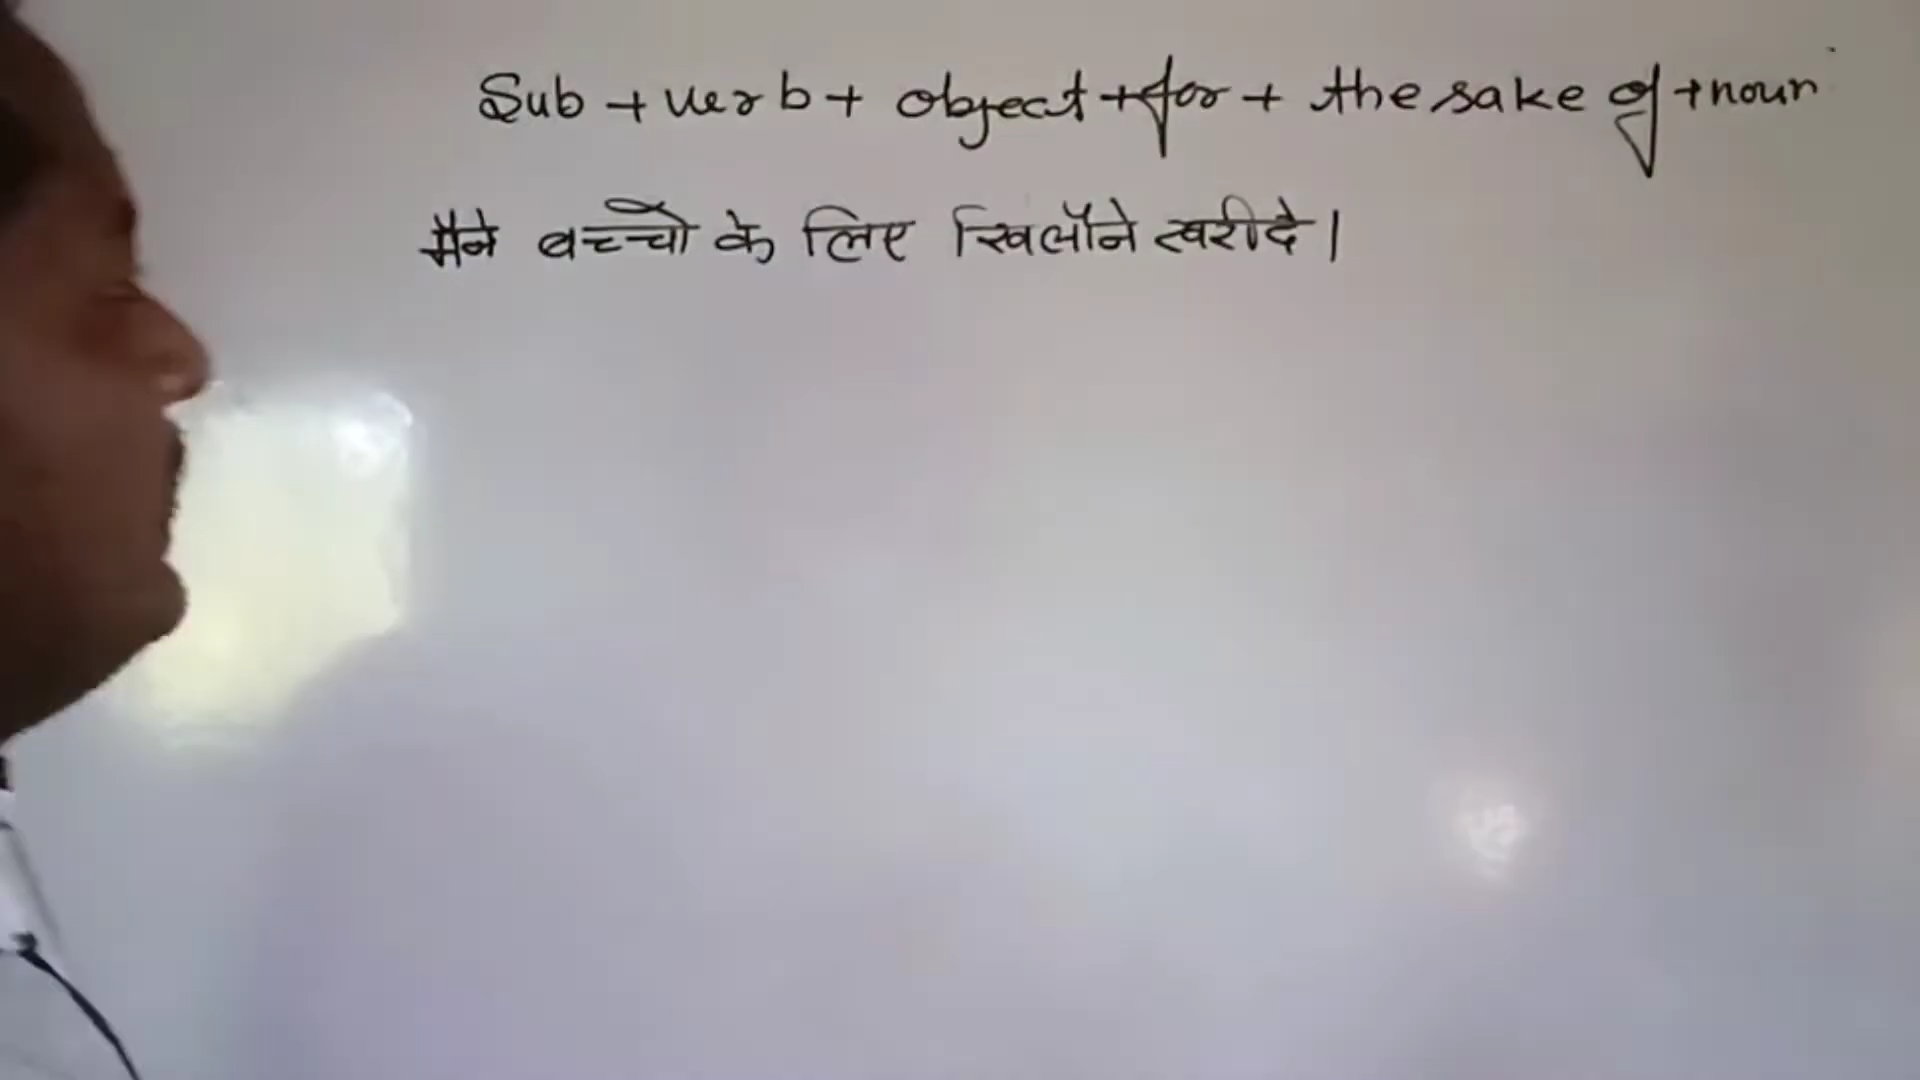 Sub + verb + object + for + the sake of + noun
मैने बच्चो के लिए खिलौने खरीदे।